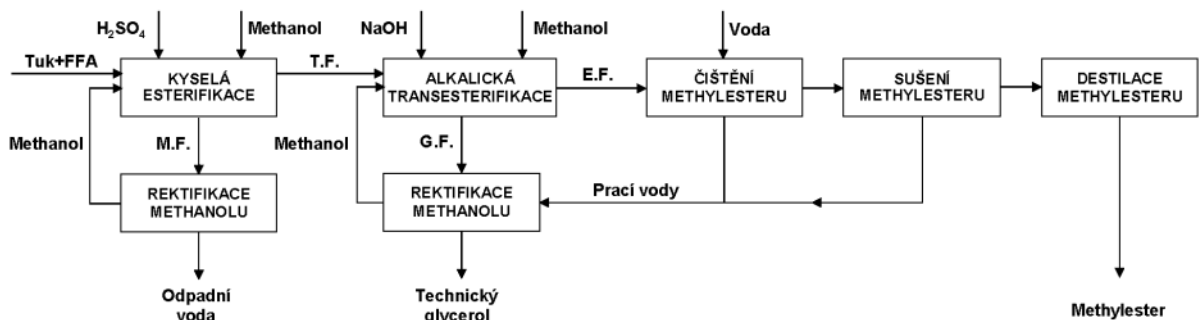 H₂SO₄
Methanol
NaOH
Methanol
Voda
Tuk+FFA
KYSELÁ
ESTERIFIKACE
T.F.
ALKALICKÁ
TRANSESTERIFIKACE
E.F.
ČIŠTĚNÍ
METHYLESTERU
SUŠENÍ
METHYLESTERU
DESTILACE
METHYLESTERU
Methanol
M.F.
Methanol
G.F.
REKTIFIKACE
METHANOLU
REKTIFIKACE
METHANOLU
Prací vody
Odpadní
voda
Technický
glycerol
Methylester